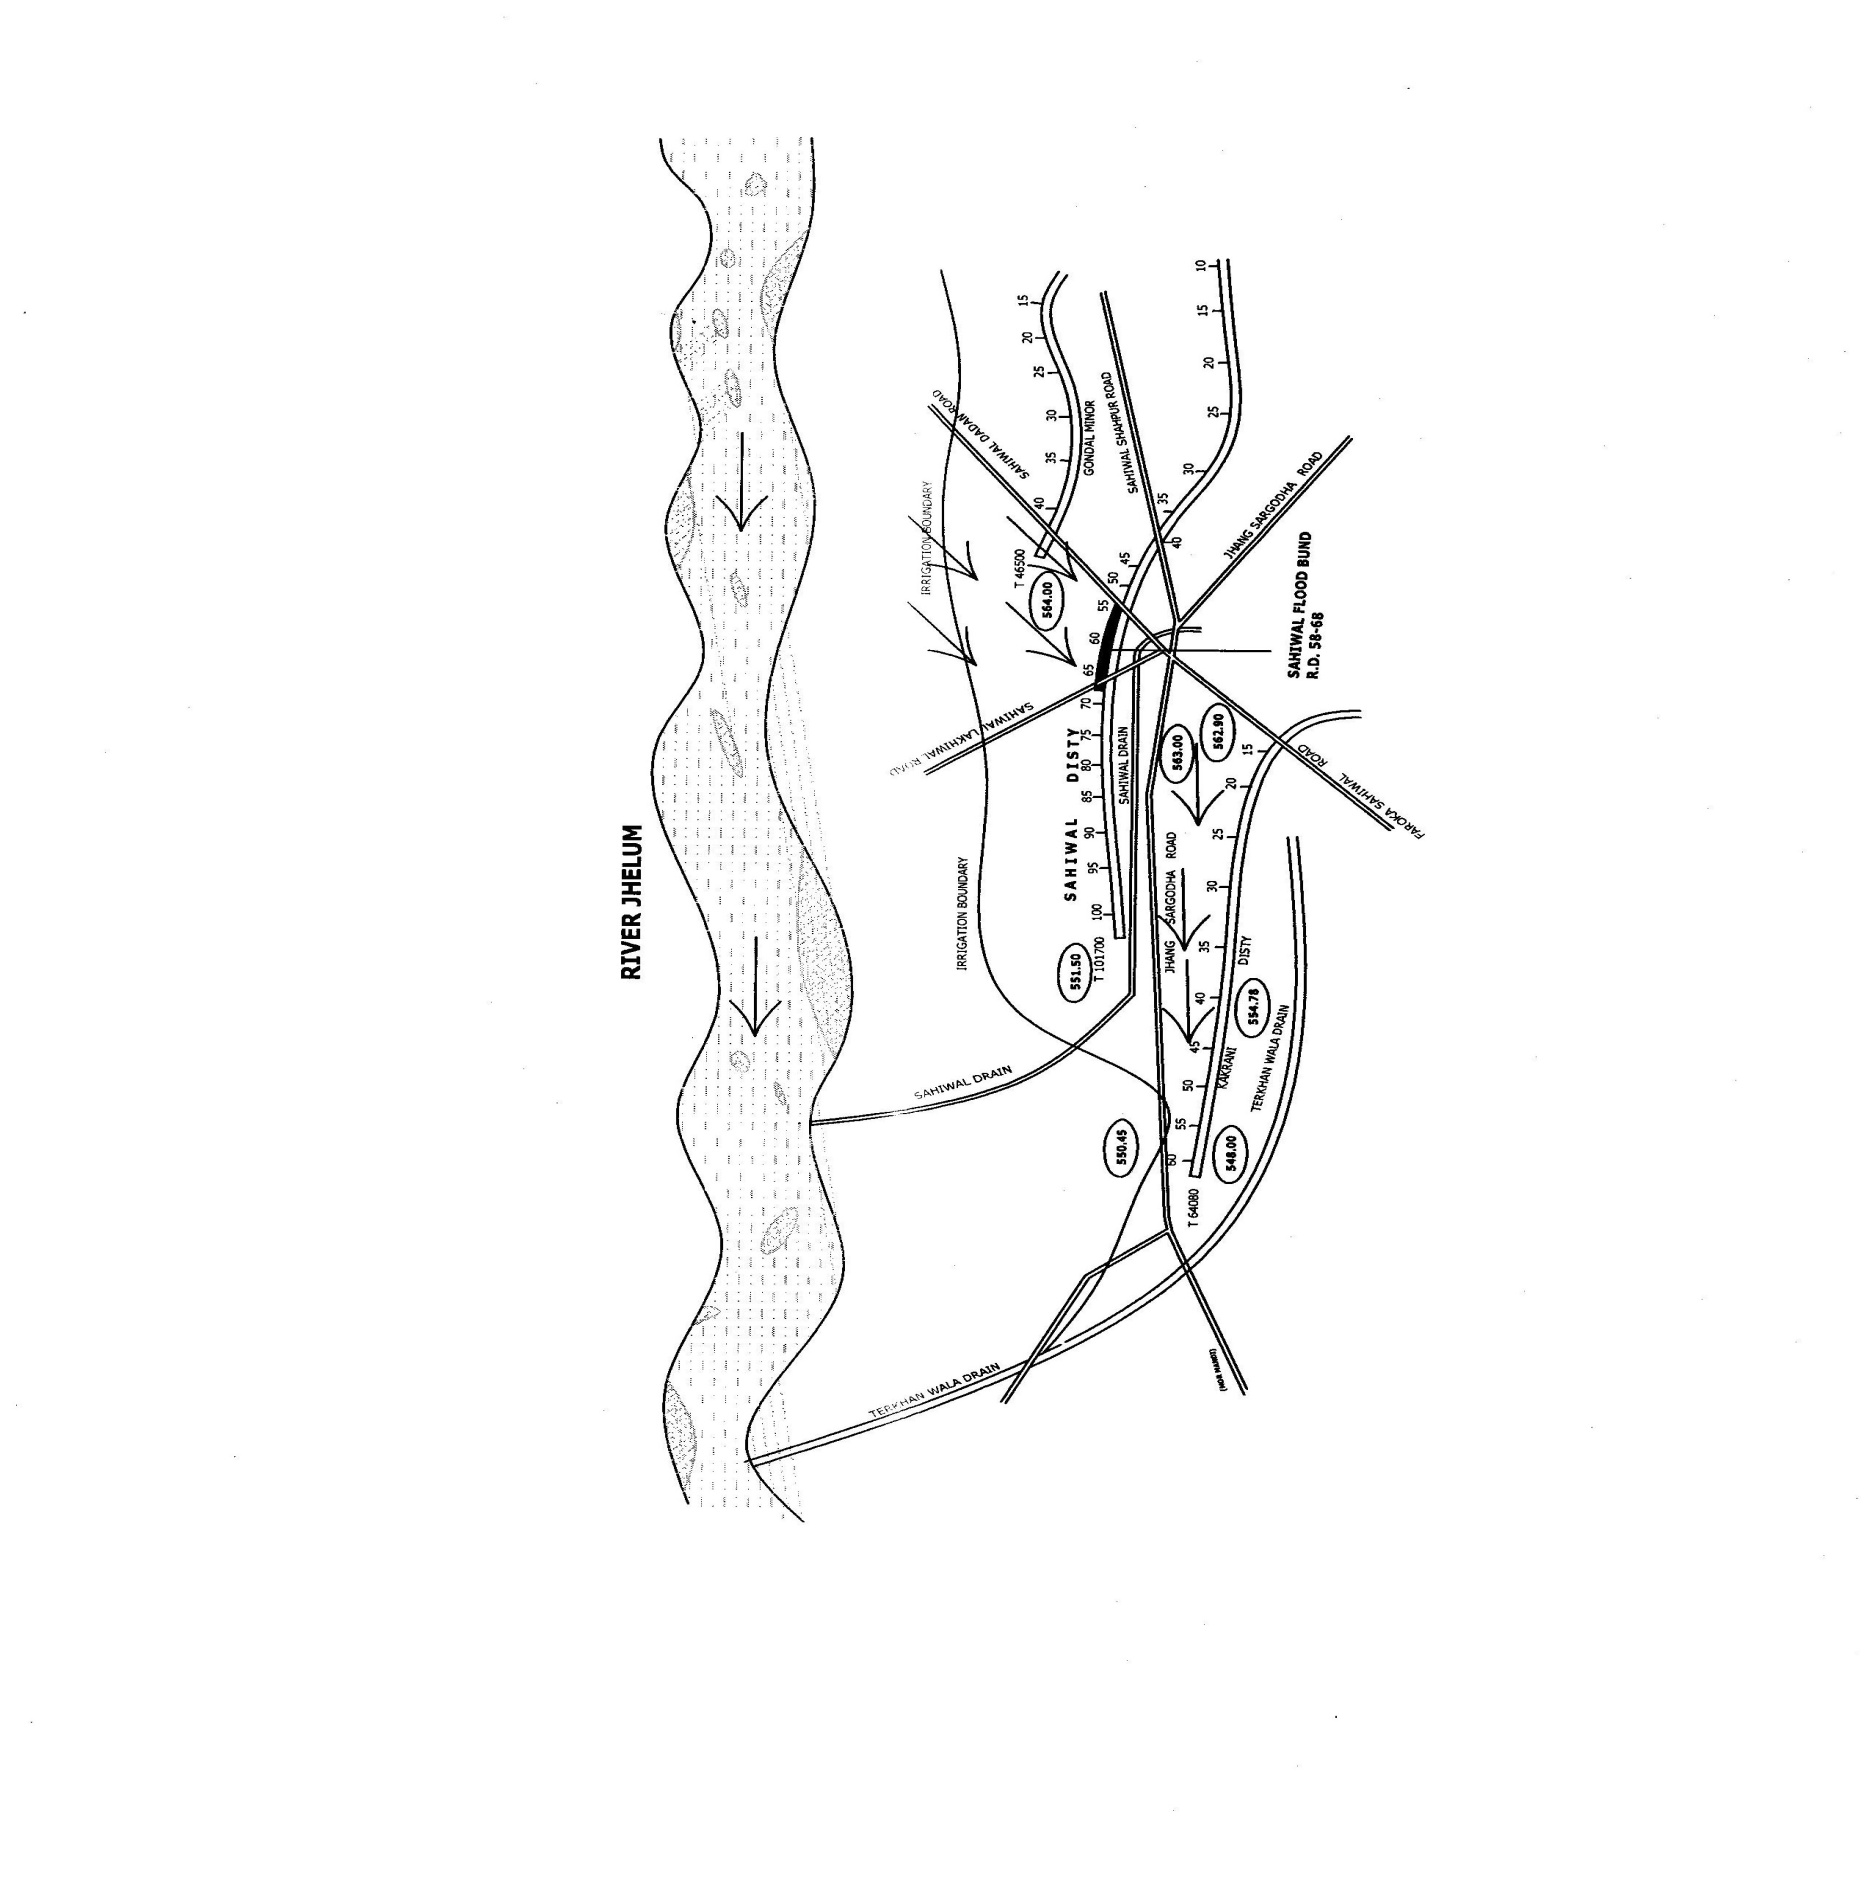 RIVER JHELUM
IRRIGATION BOUNDARY
IRRIGATION BOUNDARY
SAHIWAL DADAN ROAD
15
20
25
30
35
40
GONDAL MINOR
T 46500
564.00
SAHIWAL SHAHPUR ROAD
10
15
20
25
30
35
40
45
50
55
60
65
70
75
80
85
90
95
100
SAHIWAL DISTY
T 101700
551.50
JHANG SARGODHA ROAD
SAHIWAL FLOOD BUND
R.D. 58-68
SAHIWAL LAKHIWAL ROAD
SAHIWAL DRAIN
563.00
562.90
FAROKA SAHIWAL ROAD
JHANG SARGODHA ROAD
15
20
25
30
35
40
45
50
55
60
KAKRANI DISTY
T 64080
554.78
548.00
550.45
TERKHAN WALA DRAIN
SAHIWAL DRAIN
TERKHAN WALA DRAIN